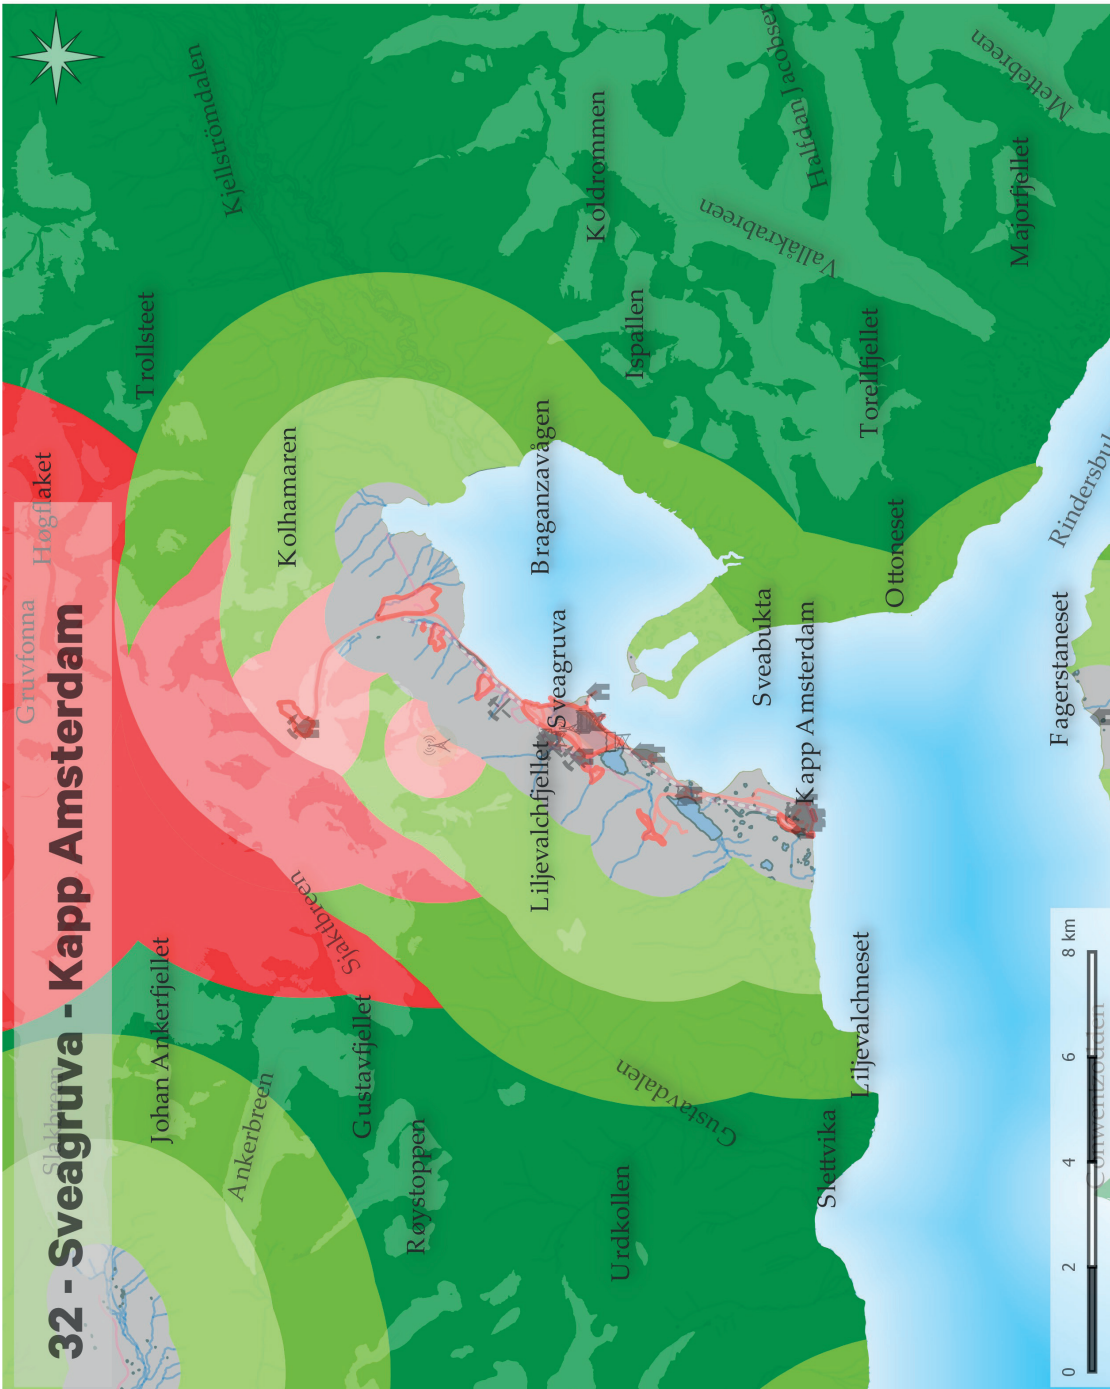 32 - Sveagruva - Kapp Amsterdam
Slakbreen
Gruvfonna
Høgflaket
Johan Ankerfjellet
Trollsteet
Kjellströmdalen
Ankerbreen
Sjakttbreen
Kolhamaren
Gustavfjellet
Røystoppen
Liljevalchfjellet
Sveagruva
Braganzavågen
Koldrommen
Ispallen
Urdkollen
Gustavdalen
Sveabukta
Vallåkrabreen
Halfdan Jacobsen
Kapp Amsterdam
Slettvika
Liljevalchneset
Ottoneset
Torellfjellet
Majorfjellet
Mettebreen
Fagerstaneset
Rindersbu
Conwentzodden
0
2
4
6
8 km